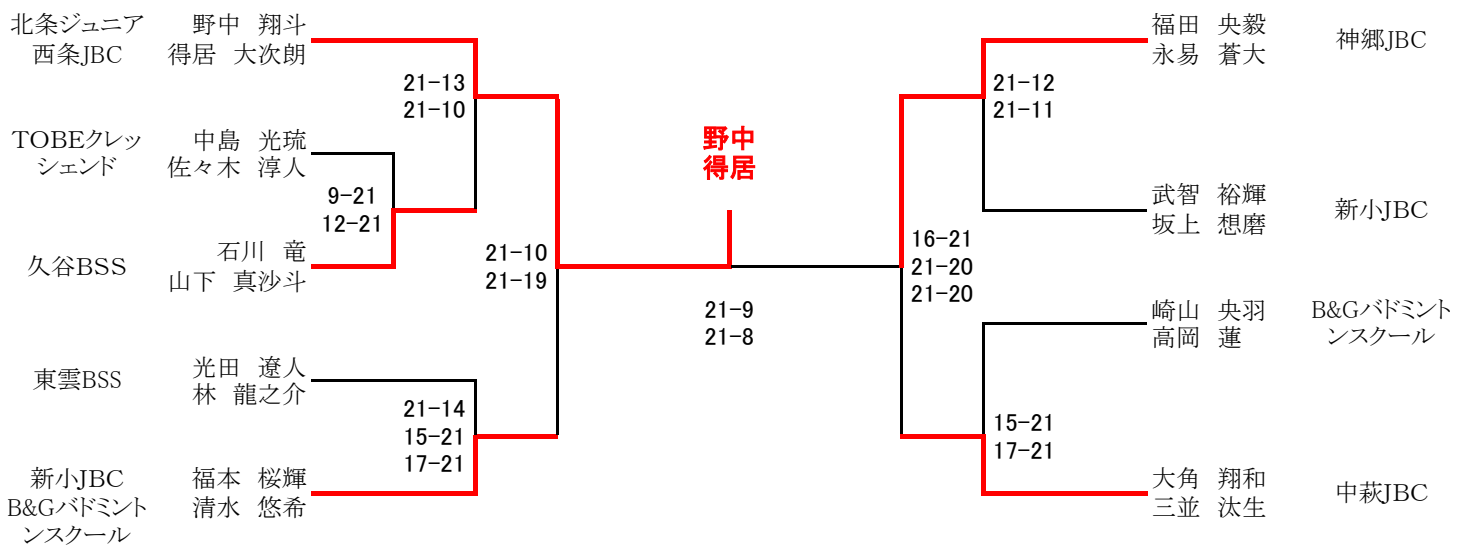 北条ジュニア 野中 翔斗
西条JBC 得居 大次朗
21-13
21-10
TOBEクレッ 中島 光琉
シェンド 佐々木 淳人
9-21
12-21
久谷BSS
石川 竜
山下 真沙斗
21-10
21-19
東雲BSS
光田 遼人
林 龍之介
21-14
15-21
17-21
新小JBC 福本 桜輝
B&Gバドミント 清水 悠希
ンスクール
野中
得居
21-9
21-8
福田 央毅
永易 蒼大
神郷JBC
21-12
21-11
武智 裕輝
坂上 想磨
新小JBC
16-21
21-20
21-20
崎山 央羽 B&Gバドミント
高岡 蓮 ンスクール
15-21
17-21
大角 翔和
三並 汰生
中萩JBC